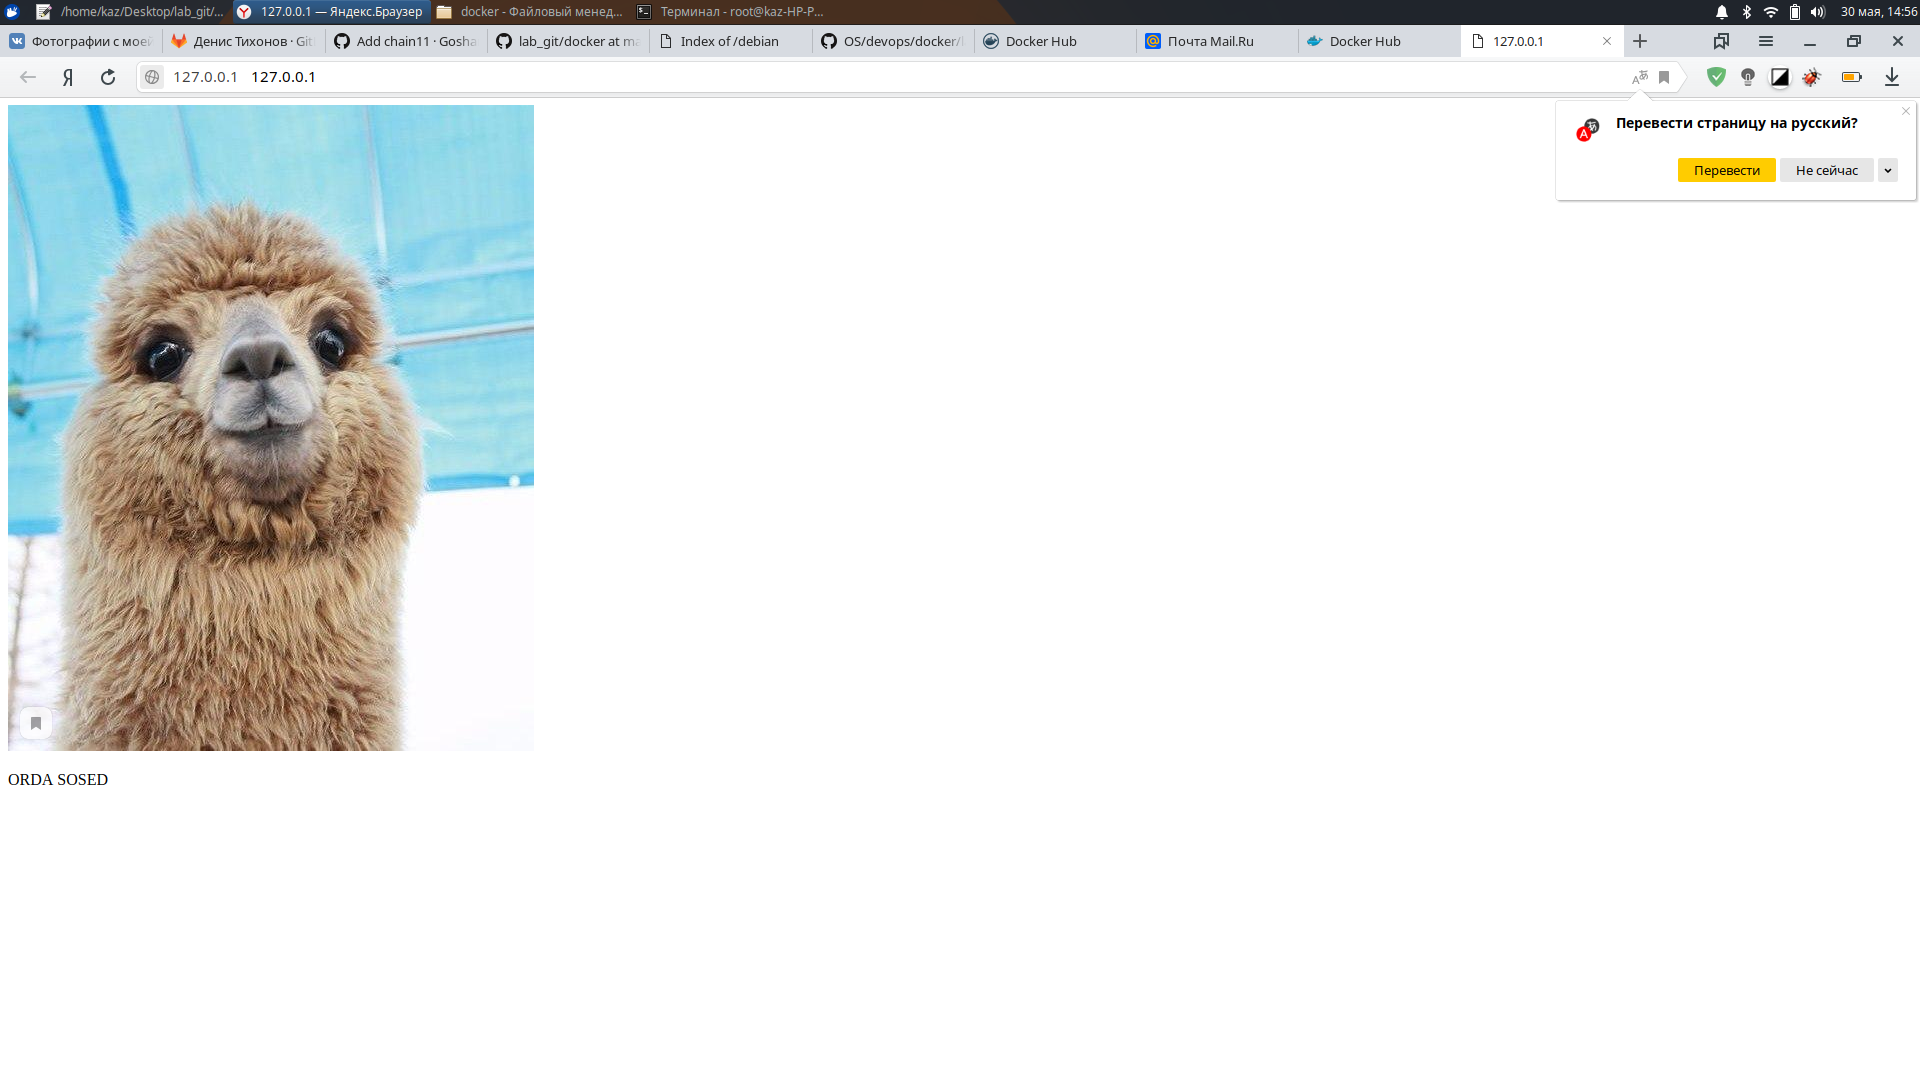 /home/kaz/Desktop/lab_git/...
127.0.0.1 — Яндекс.Браузер
docker - Файловый менед...
Терминал - root@kaz-HP-P...
30 мая, 14:56
Фотографии с моей
Денис Тихонов · Git
Add chain11 · Gosha
lab_git/docker at ma
Index of /debian
OS/devops/docker/
Docker Hub
Почта Mail.Ru
Docker Hub
127.0.0.1
127.0.0.1 127.0.0.1
Перевести страницу на русский?
Перевести
Не сейчас
ORDA SOSED